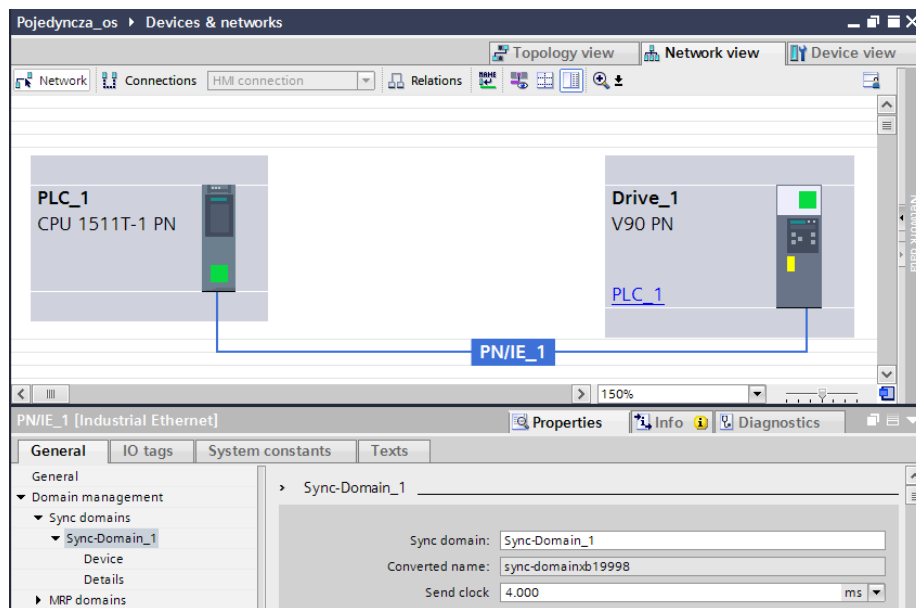 Pojedyncza_os ▸ Devices & networks
Topology view Network view Device view
Network Connections HMI connection Relations
PLC_1
CPU 1511T-1 PN
Drive_1
V90 PN
PLC_1
PN/IE_1
150%
PN/IE_1 [Industrial Ethernet]
Properties Info Diagnostics
General IO tags System constants Texts
General
Domain management
Sync domains
Sync-Domain_1
Device
Details
MRP domains
Sync-Domain_1
Sync domain: Sync-Domain_1
Converted name: sync-domainxb19998
Send clock 4.000 ms
Network data